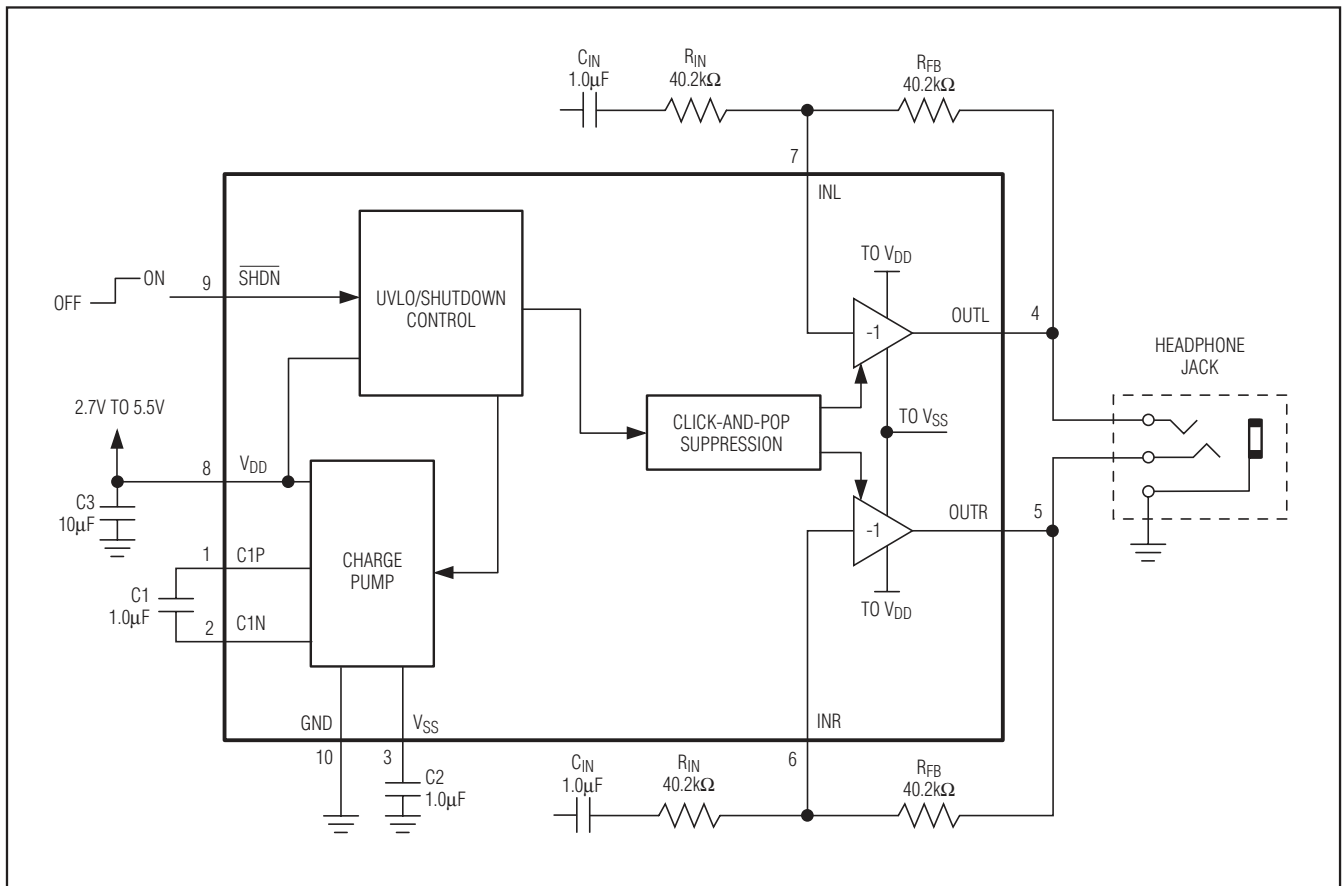 CIN
1.0µF
RIN
40.2kΩ
RFB
40.2kΩ
7
INL
TO VDD
OFF
ON
9
SHDN
UVLO/SHUTDOWN
CONTROL
-1
OUTL
4
HEADPHONE
JACK
2.7V TO 5.5V
CLICK-AND-POP
SUPPRESSION
TO VSS
8
VDD
C3
10µF
-1
OUTR
5
1
C1P
CHARGE
PUMP
C1
1.0µF
2
C1N
TO VDD
GND
VSS
INR
10
3
C2
1.0µF
CIN
1.0µF
RIN
40.2kΩ
6
RFB
40.2kΩ